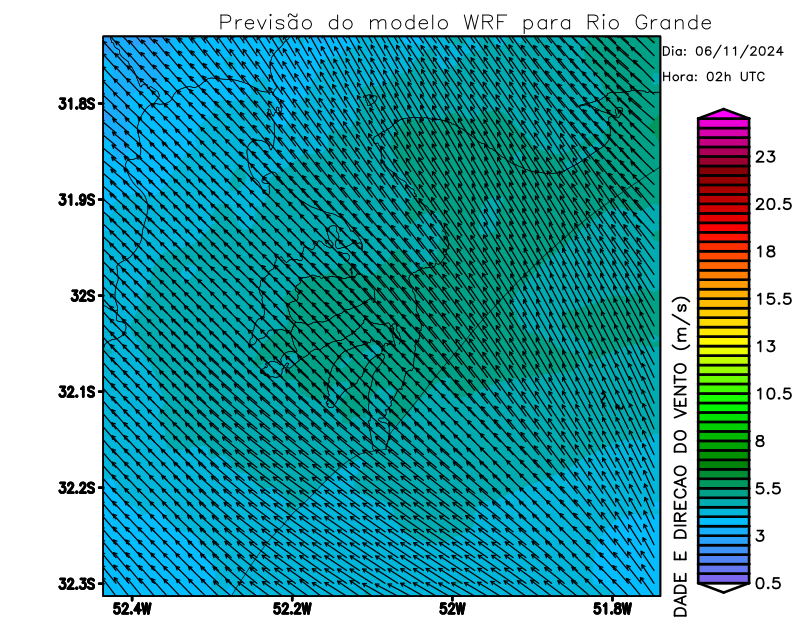 Previsão do modelo WRF para Rio Grande
Dia: 06/11/2024
Hora: 02h UTC
31.8S
31.9S
32S
32.1S
32.2S
32.3S
52.4W
52.2W
52W
51.8W
DADE E DIRECAO DO VENTO (m/s)
23
20.5
18
15.5
13
10.5
8
5.5
3
0.5